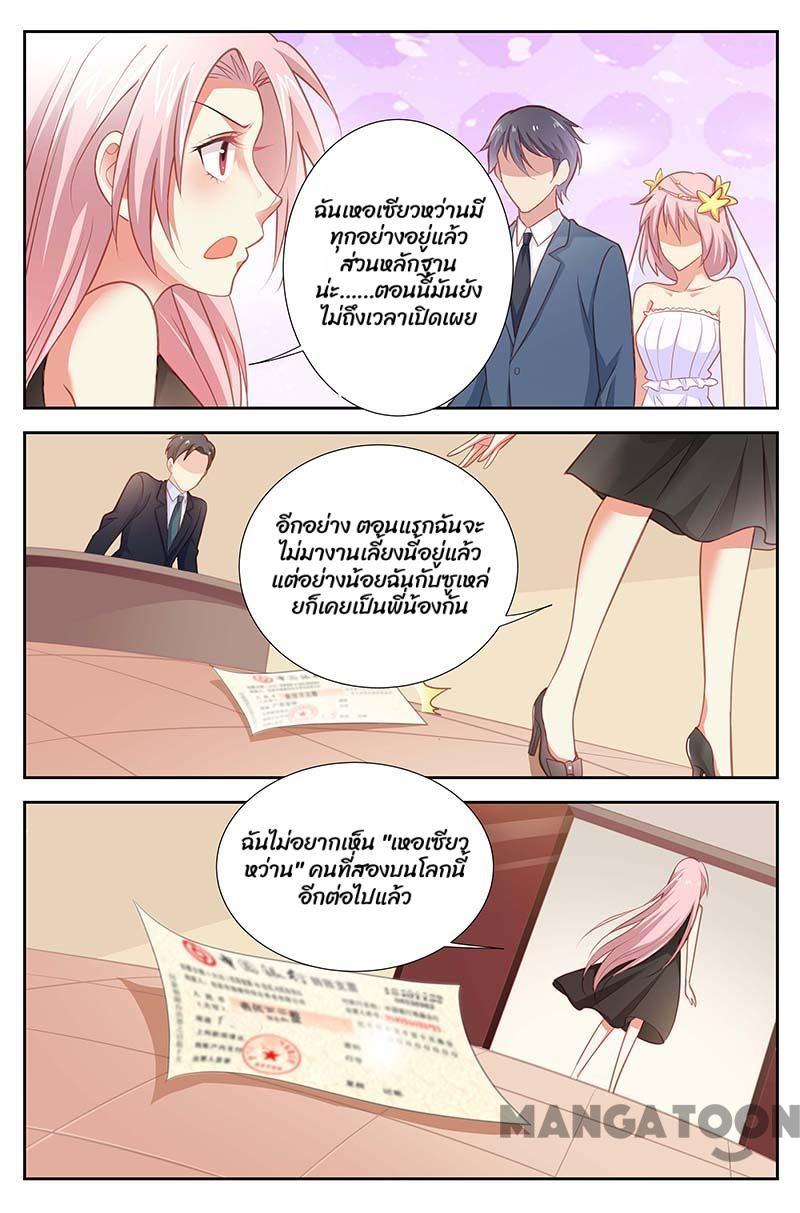 ฉันเหอเซียวหว่านมี
ทุกอย่างอยู่แล้ว
ส่วนหลักฐาน
น่ะ......ตอนนี้มันยัง
ไม่ถึงเวลาเปิดเผย
อีกอย่าง ตอนแรกฉันจะ
ไม่มางานเลี้ยงนี้อยู่แล้ว
แต่อย่างน้อยฉันกับซูเหล่
ยก็เคยเป็นพี่น้องกัน
ฉันไม่อยากเห็น "เหอเซียว
หว่าน" คนที่สองบนโลกนี้
อีกต่อไปแล้ว
MANGATOON